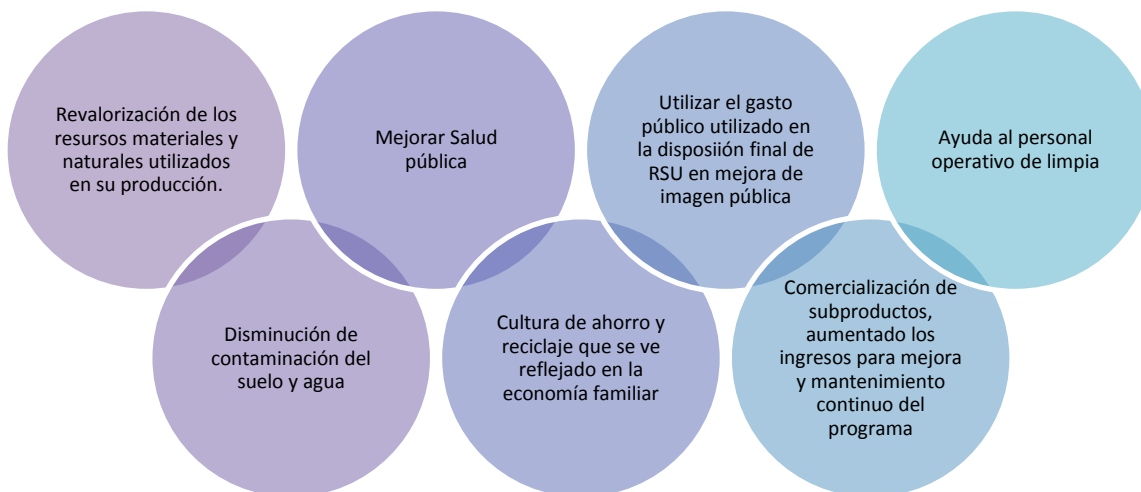 Revalorización de los
resursos materiales y
naturales utilizados
en su producción.
Disminución de
contaminación del
suelo y agua
Mejorar Salud
pública
Cultura de ahorro y
reciclaje que se ve
reflejado en la
economía familiar
Utilizar el gasto
público utilizado en
la disposiión final de
RSU en mejora de
imagen pública
Comercialización de
subproductos,
aumentado los
ingresos para mejora
y mantenimiento
continuo del
programa
Ayuda al personal
operativo de limpia